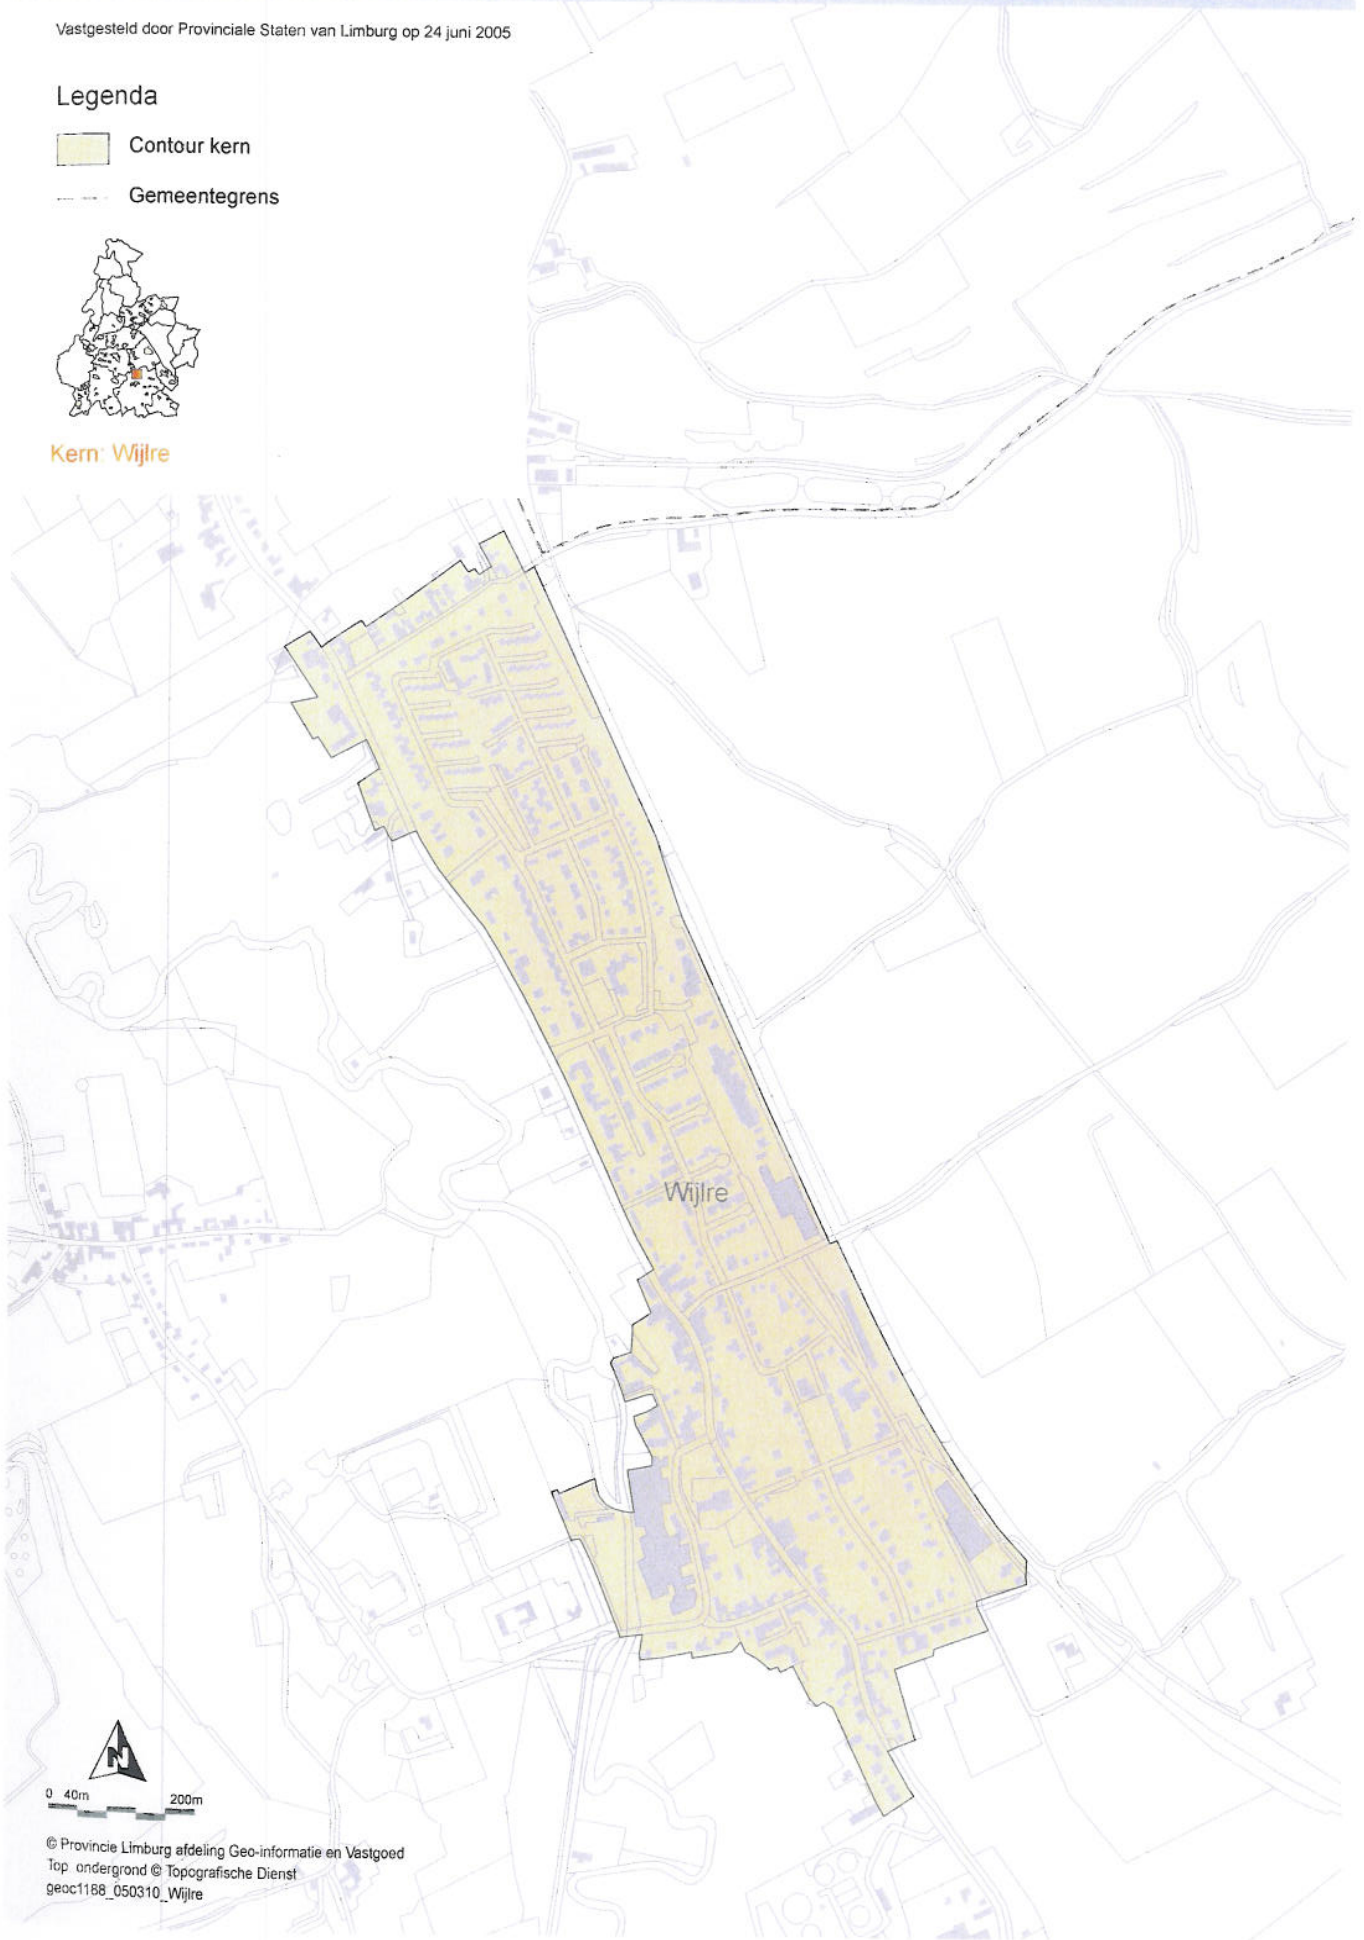 Vastgesteld door Provinciale Staten van Limburg op 24 juni 2005
Legenda
Contour kern
Gemeentegrens
Kern: Wijlre
Wijlre
N
0 40m 200m
© Provincie Limburg afdeling Geo-informatie en Vastgoed
Top ondergrond © Topografische Dienst
geoc1188_050310_Wijlre